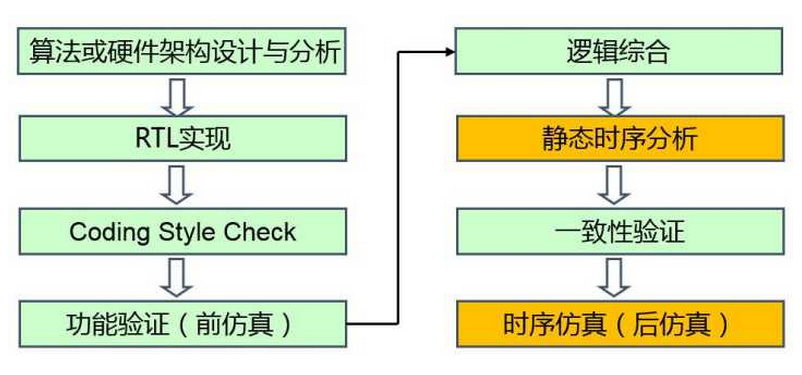 算法或硬件架构设计与分析
RTL实现
Coding Style Check
功能验证（前仿真）
逻辑综合
静态时序分析
一致性验证
时序仿真（后仿真）